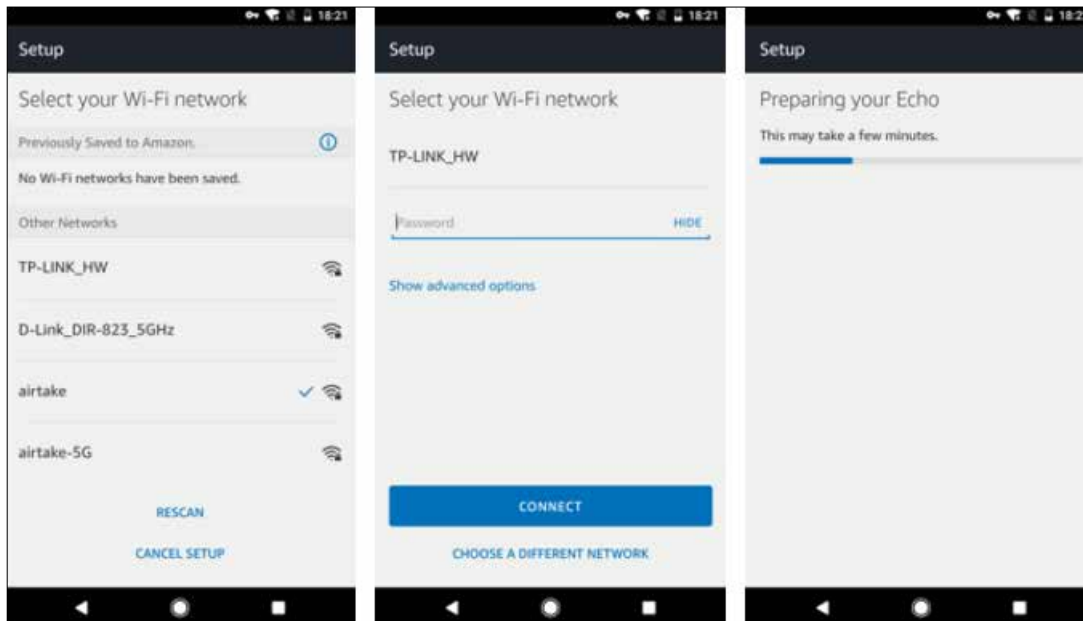 18:21
Setup
Select your Wi-Fi network
Previously Saved to Amazon.
No Wi-Fi networks have been saved.
Other Networks
TP-LINK_HW
D-Link_DIR-823_5GHz
airtake
airtake-5G
RESCAN
CANCEL SETUP
18:21
Setup
Select your Wi-Fi network
TP-LINK_HW
Password
HIDE
Show advanced options
CONNECT
CHOOSE A DIFFERENT NETWORK
Setup
Preparing your Echo
This may take a few minutes.